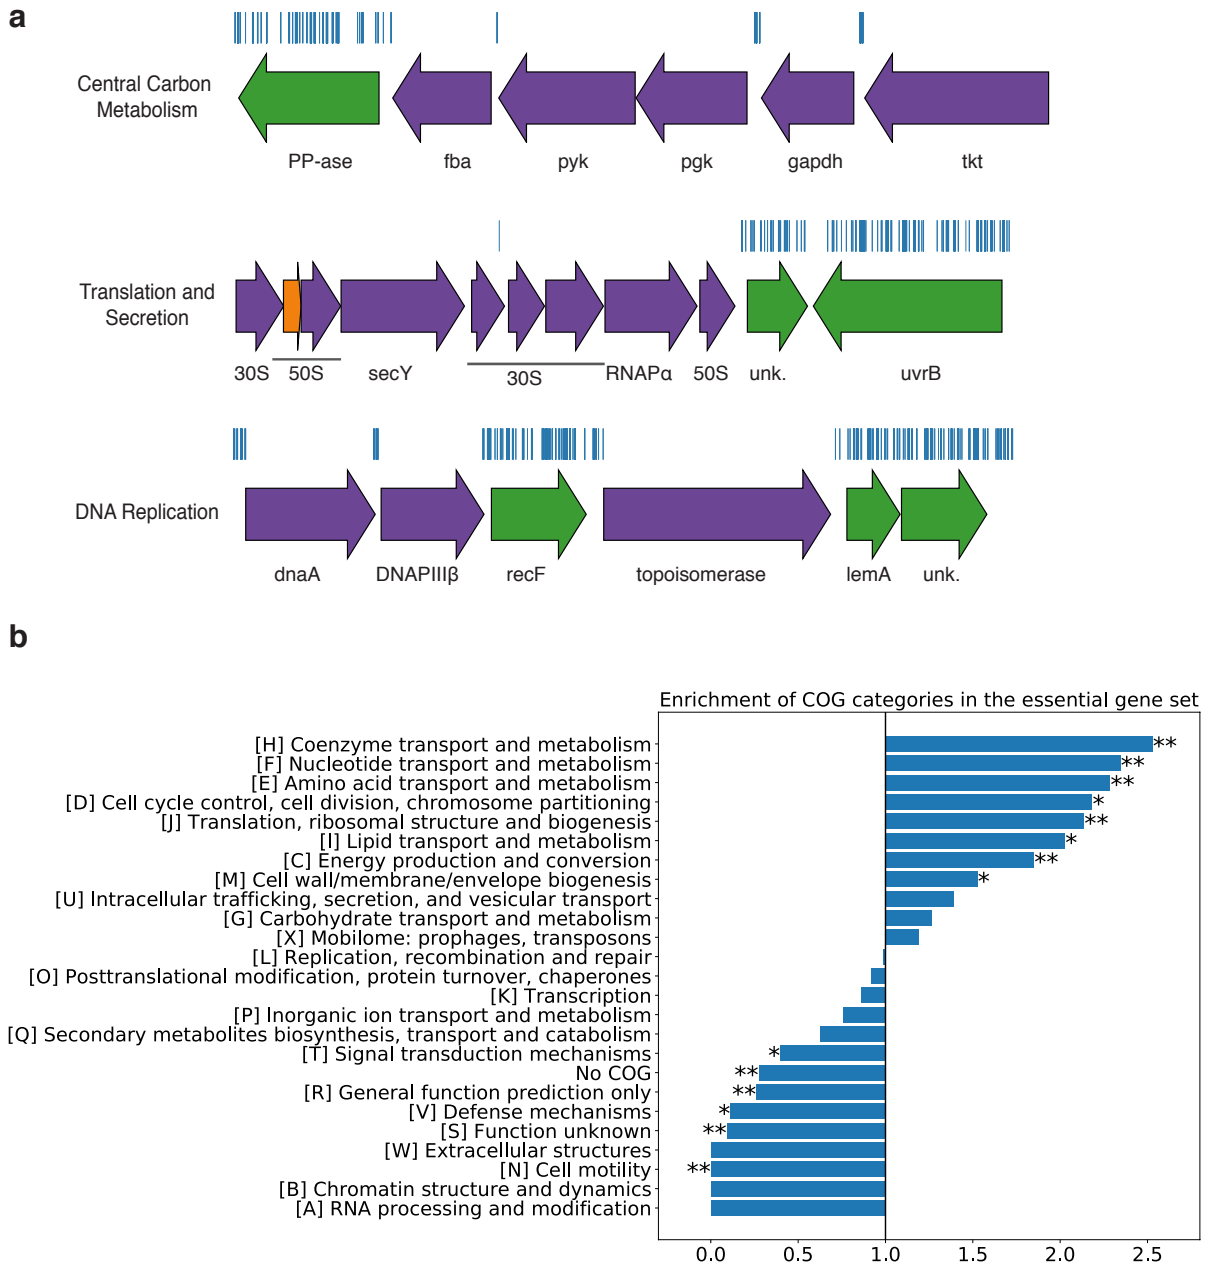 a
Central Carbon
Metabolism
PP-ase fba pyk pgk gapdh tkt
Translation and
Secretion
30S 50S secY 30S RNAPα 50S unk. uvrB
DNA Replication
dnaA DNAPIIIβ recF topoisomerase lemA unk.
b
Enrichment of COG categories in the essential gene set
[H] Coenzyme transport and metabolism **
[F] Nucleotide transport and metabolism **
[E] Amino acid transport and metabolism **
[D] Cell cycle control, cell division, chromosome partitioning *
[J] Translation, ribosomal structure and biogenesis **
[I] Lipid transport and metabolism *
[C] Energy production and conversion **
[M] Cell wall/membrane/envelope biogenesis *
[U] Intracellular trafficking, secretion, and vesicular transport
[G] Carbohydrate transport and metabolism
[X] Mobilome: prophages, transposons
[L] Replication, recombination and repair
[O] Posttranslational modification, protein turnover, chaperones
[K] Transcription
[P] Inorganic ion transport and metabolism
[Q] Secondary metabolites biosynthesis, transport and catabolism
[T] Signal transduction mechanisms *
No COG **
[R] General function prediction only **
[V] Defense mechanisms *
[S] Function unknown **
[W] Extracellular structures
[N] Cell motility **
[B] Chromatin structure and dynamics
[A] RNA processing and modification
0.0 0.5 1.0 1.5 2.0 2.5